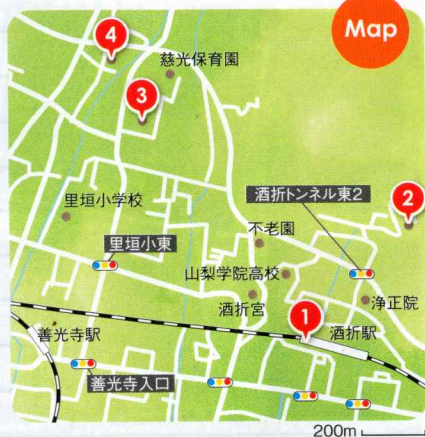 Map
4
慈光保育園
3
里垣小学校
酒折トンネル東2
2
里垣小東
不老園
山梨学院高校
酒折宮
1
浄正院
酒折駅
善光寺駅
善光寺入口
200m